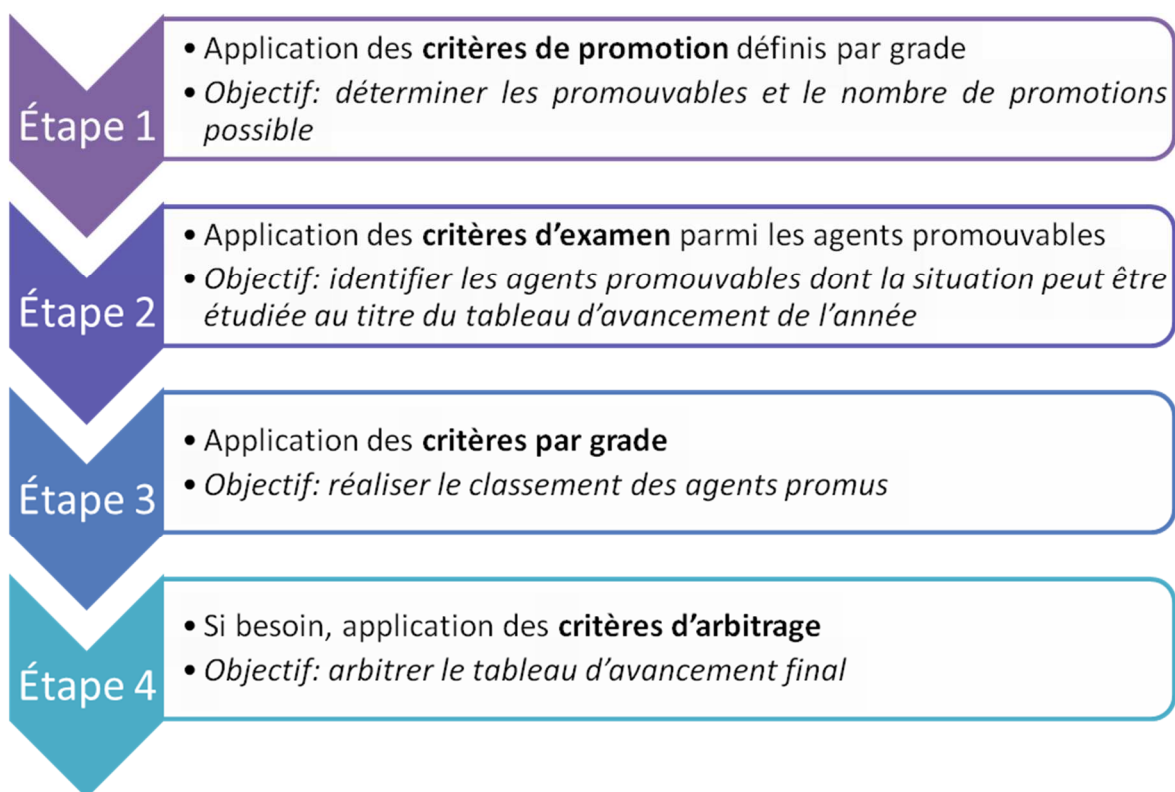 Étape 1
• Application des critères de promotion définis par grade
• Objectif: déterminer les promouvables et le nombre de promotions
possible
Étape 2
• Application des critères d’examen parmi les agents promouvables
• Objectif: identifier les agents promouvables dont la situation peut être
étudiée au titre du tableau d’avancement de l’année
Étape 3
• Application des critères par grade
• Objectif: réaliser le classement des agents promus
Étape 4
• Si besoin, application des critères d’arbitrage
• Objectif: arbitrer le tableau d’avancement final